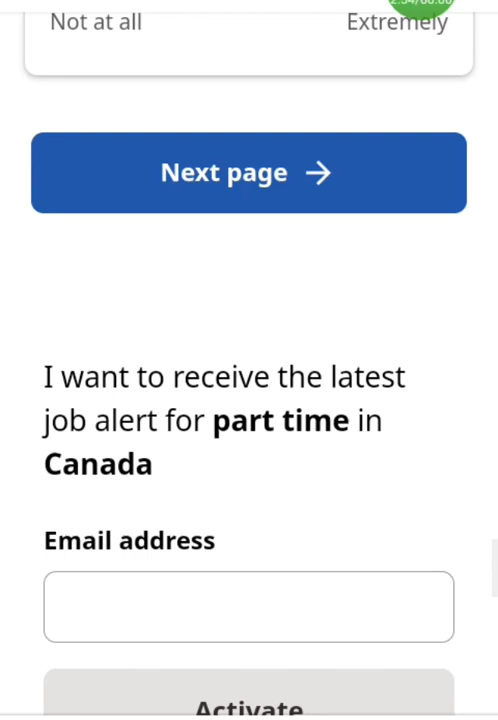 Not at all Extremely
Next page →
I want to receive the latest
job alert for part time in
Canada
Email address
Activate